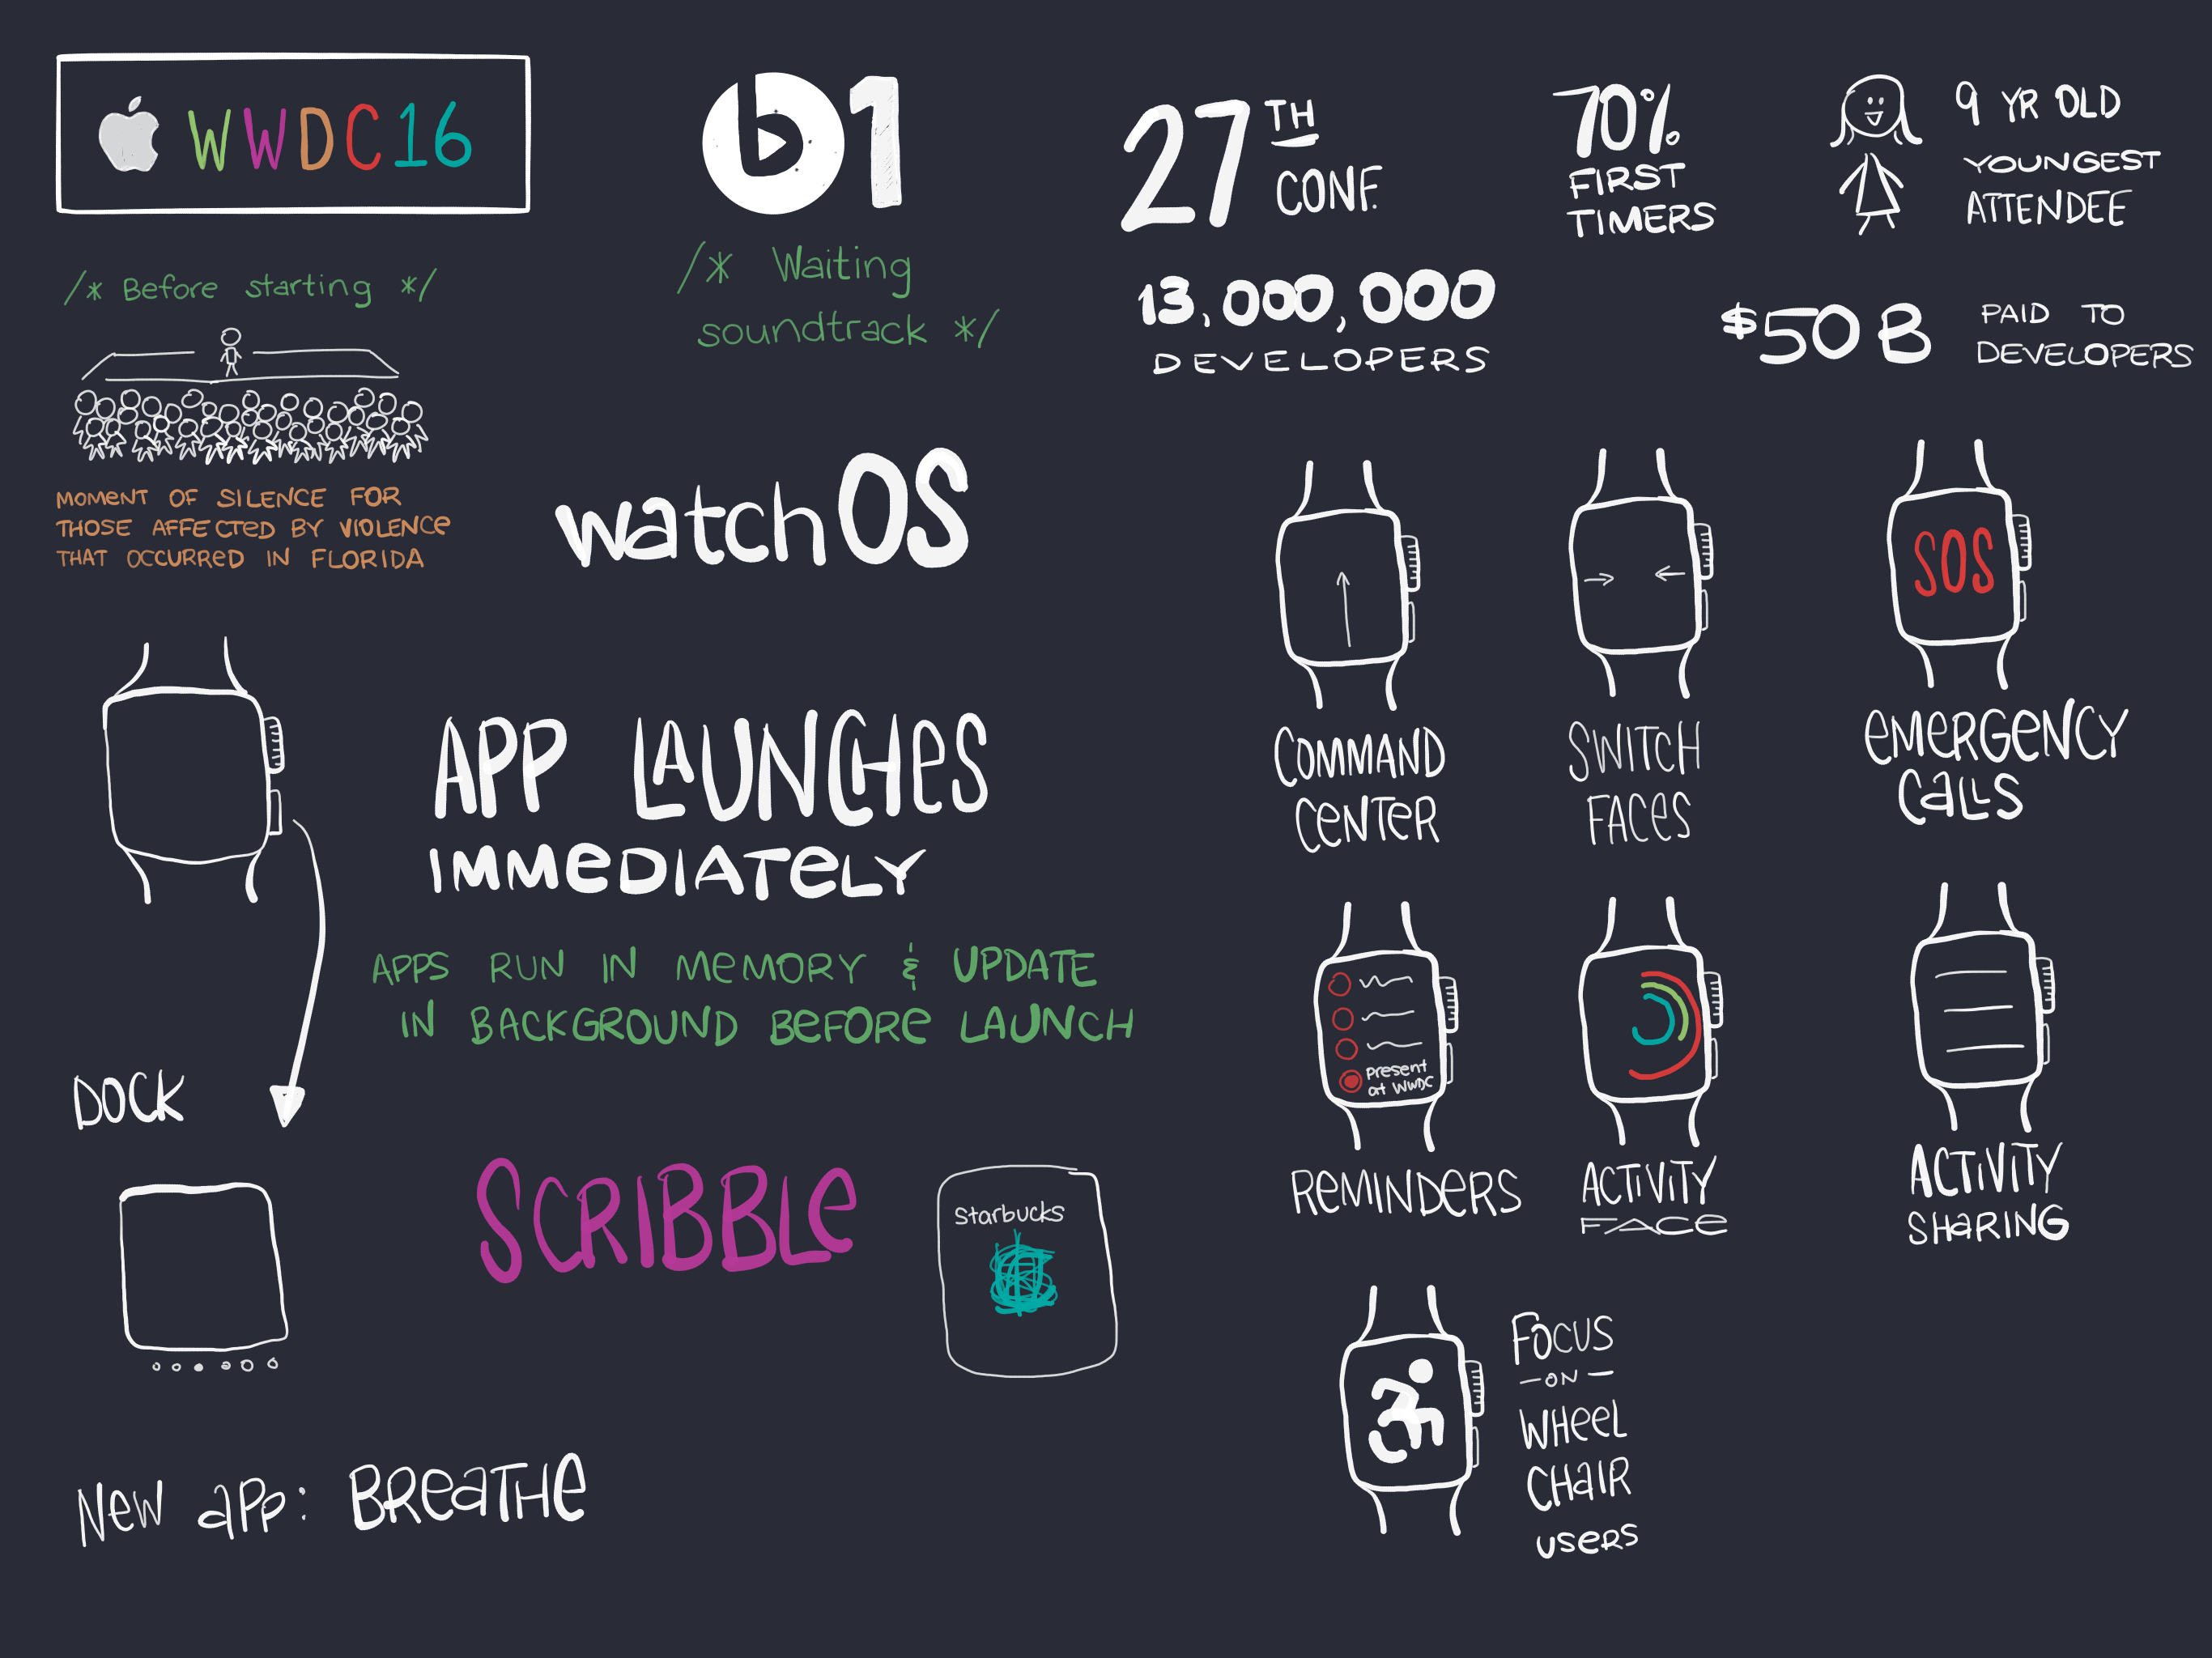 WWDC16
/* Before starting */
MOMENT OF SILENCE FOR
THOSE AFFECTED BY VIOLENCE
THAT OCCURRED IN FLORIDA
b1
/* Waiting
soundtrack */
27TH
CONF.
70%
FIRST
TIMERS
9 YR OLD
YOUNGEST
ATTENDEE
13,000,000
DEVELOPERS
$50B
PAID TO
DEVELOPERS
watchOS
APP LAUNCHES
IMMEDIATELY
APPS RUN IN MEMORY & UPDATE
IN BACKGROUND BEFORE LAUNCH
DOCK
SCRIBBLE
Starbucks
NEW APP: BREATHE
COMMAND
CENTER
SWITCH
FACES
SOS
EMERGENCY
CALLS
Present
at WWDC
REMINDERS
ACTIVITY
FACE
ACTIVITY
SHARING
FOCUS
-ON-
WHEEL
CHAIR
USERS